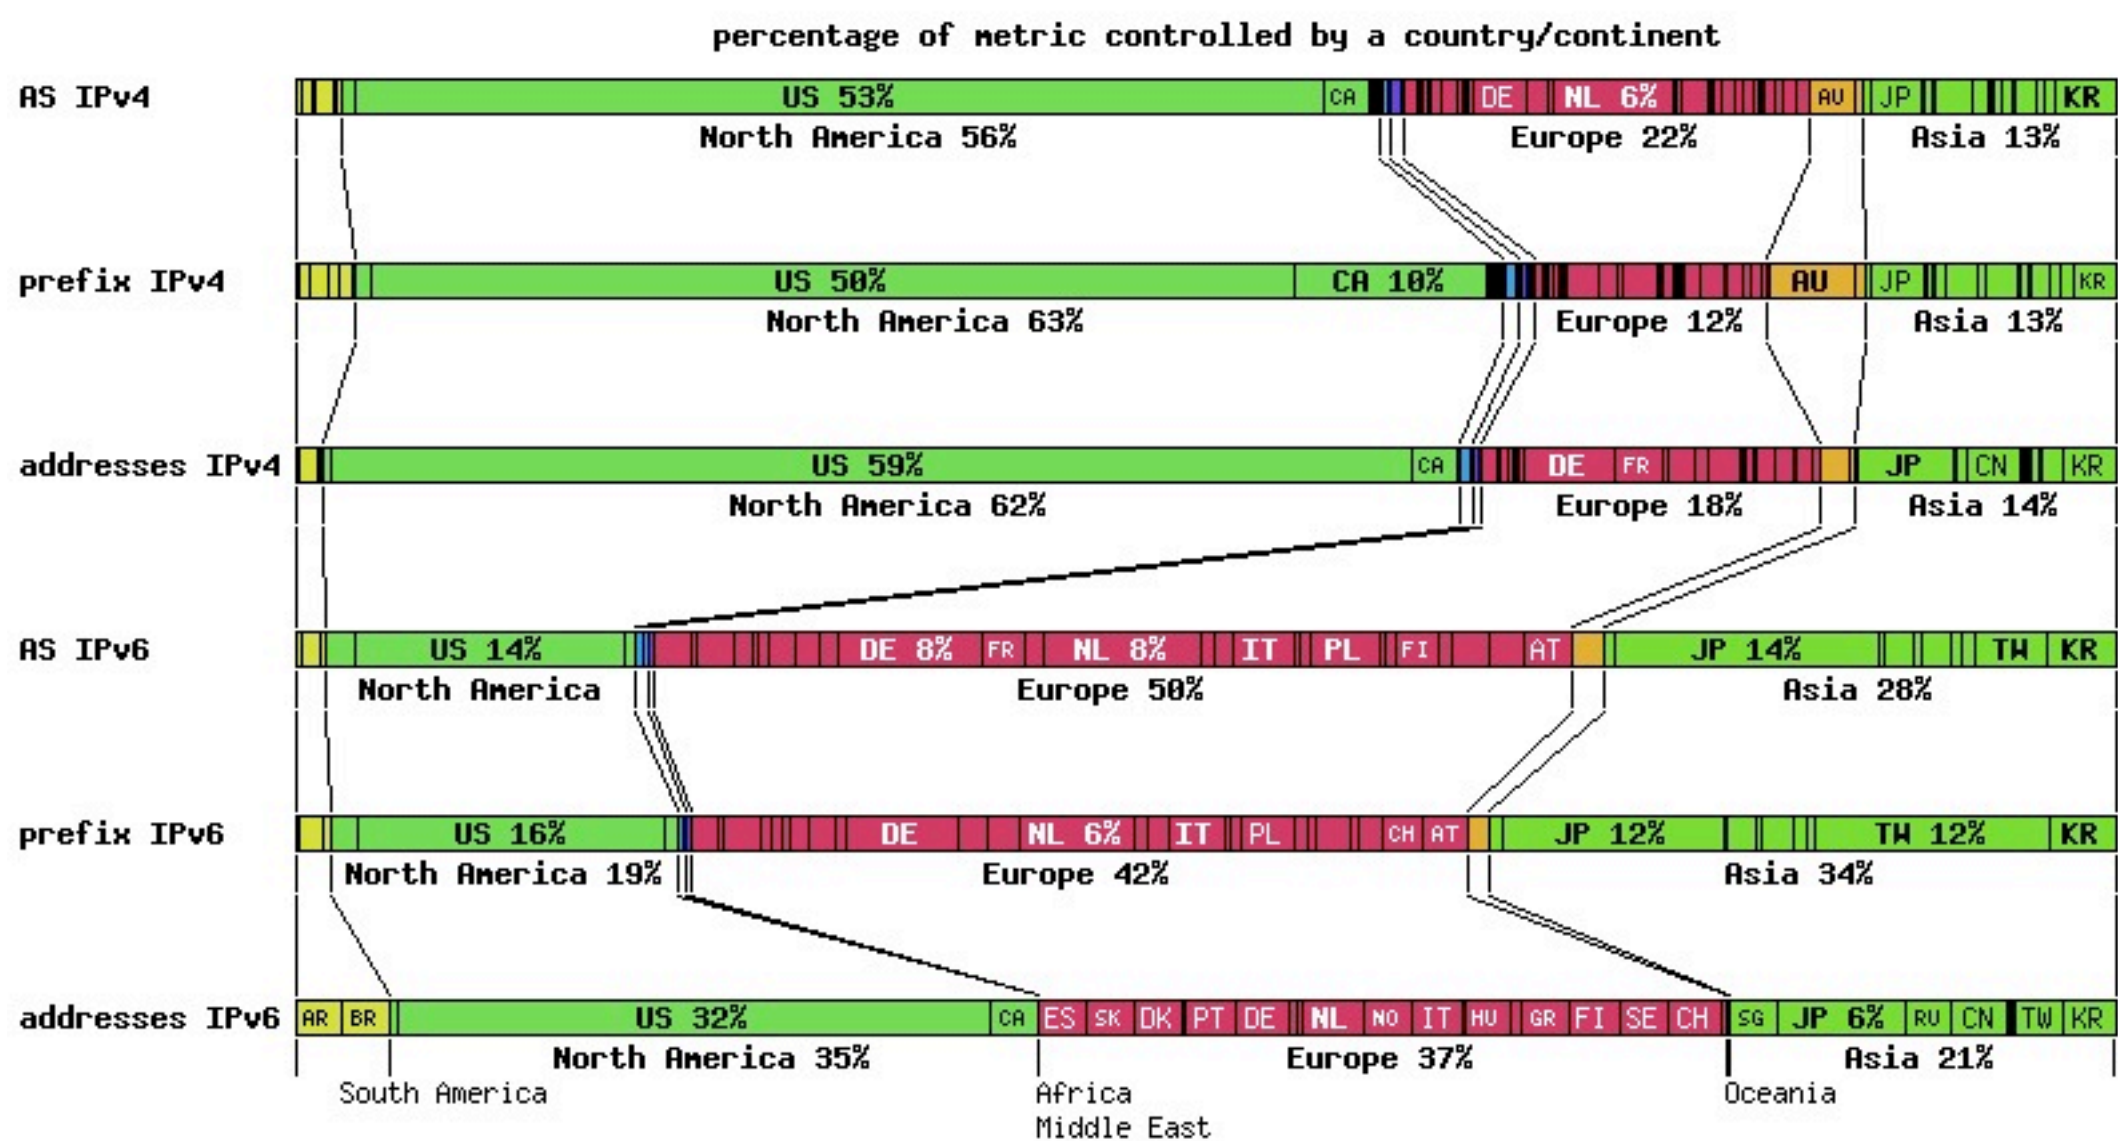 percentage of metric controlled by a country/continent
AS IPv4 US 53% CA DE NL 6% AU JP KR
North America 56% Europe 22% Asia 13%
prefix IPv4 US 50% CA 10% AU JP KR
North America 63% Europe 12% Asia 13%
addresses IPv4 US 59% CA DE FR JP CN KR
North America 62% Europe 18% Asia 14%
AS IPv6 US 14% DE 8% FR NL 8% IT PL FI AT JP 14% TW KR
North America Europe 50% Asia 28%
prefix IPv6 US 16% DE NL 6% IT PL CH AT JP 12% TW 12% KR
North America 19% Europe 42% Asia 34%
addresses IPv6 AR BR US 32% CA ES SK DK PT DE NL NO IT HU GR FI SE CH SG JP 6% RU CN TW KR
North America 35% Europe 37% Asia 21%
South America Africa Oceania
Middle East